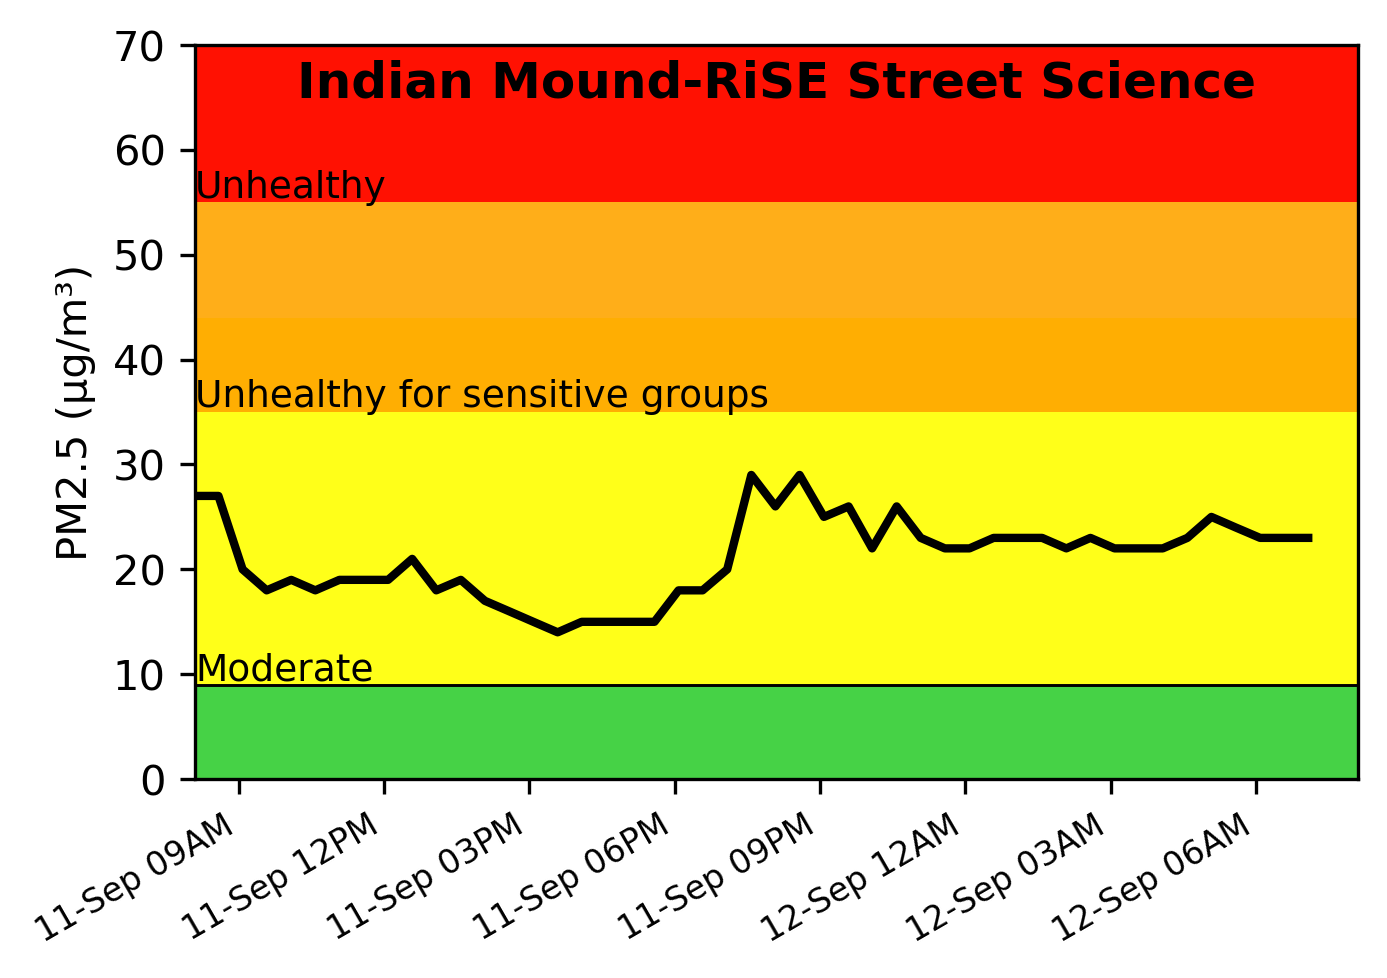 Indian Mound-RiSE Street Science
70
60
50
40
30
20
10
0
PM2.5 (µg/m³)
Unhealthy
Unhealthy for sensitive groups
Moderate
11-Sep 09AM
11-Sep 12PM
11-Sep 03PM
11-Sep 06PM
11-Sep 09PM
12-Sep 12AM
12-Sep 03AM
12-Sep 06AM